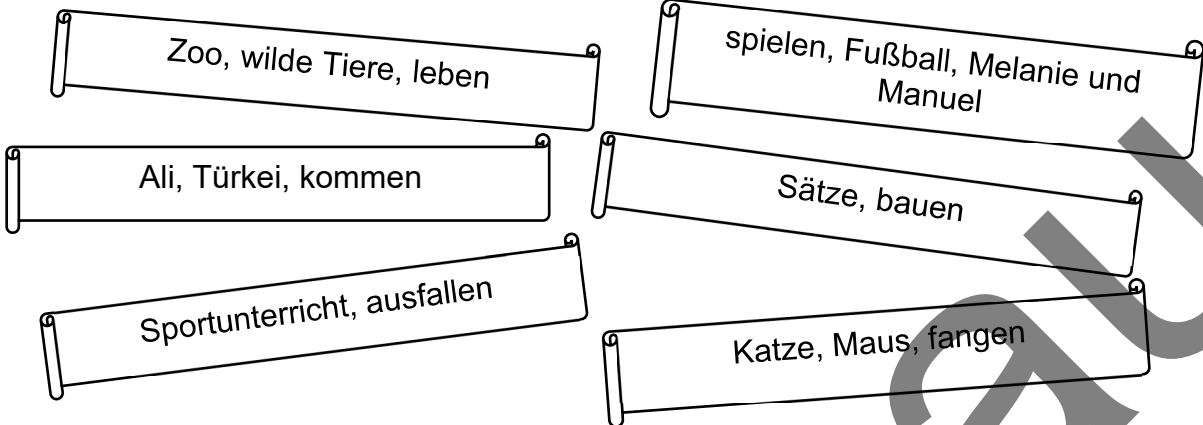 Zoo, wilde Tiere, leben
spielen, Fußball, Melanie und
Manuel
Ali, Türkei, kommen
Sätze, bauen
Sportunterricht, ausfallen
Katze, Maus, fangen